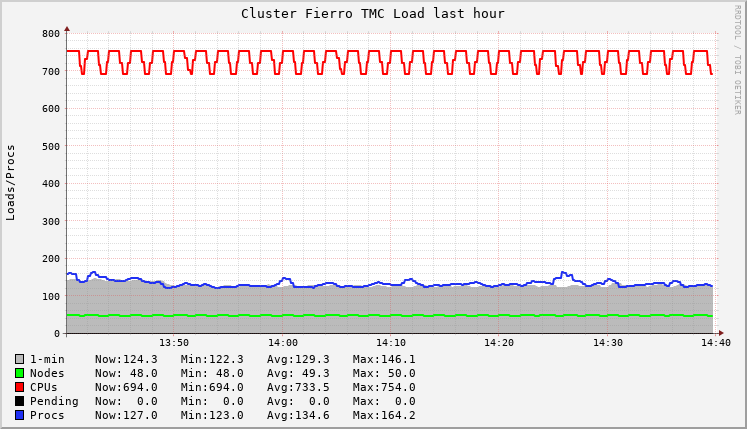 Cluster Fierro TMC Load last hour
RRDTOOL / TOBI OETIKER
Loads/Procs
800
700
600
500
400
300
200
100
0
13:50 14:00 14:10 14:20 14:30 14:40
1-min Now:124.3 Min:122.3 Avg:129.3 Max:146.1
Nodes Now: 48.0 Min: 48.0 Avg: 49.3 Max: 50.0
CPUs Now:694.0 Min:694.0 Avg:733.5 Max:754.0
Pending Now: 0.0 Min: 0.0 Avg: 0.0 Max: 0.0
Procs Now:127.0 Min:123.0 Avg:134.6 Max:164.2